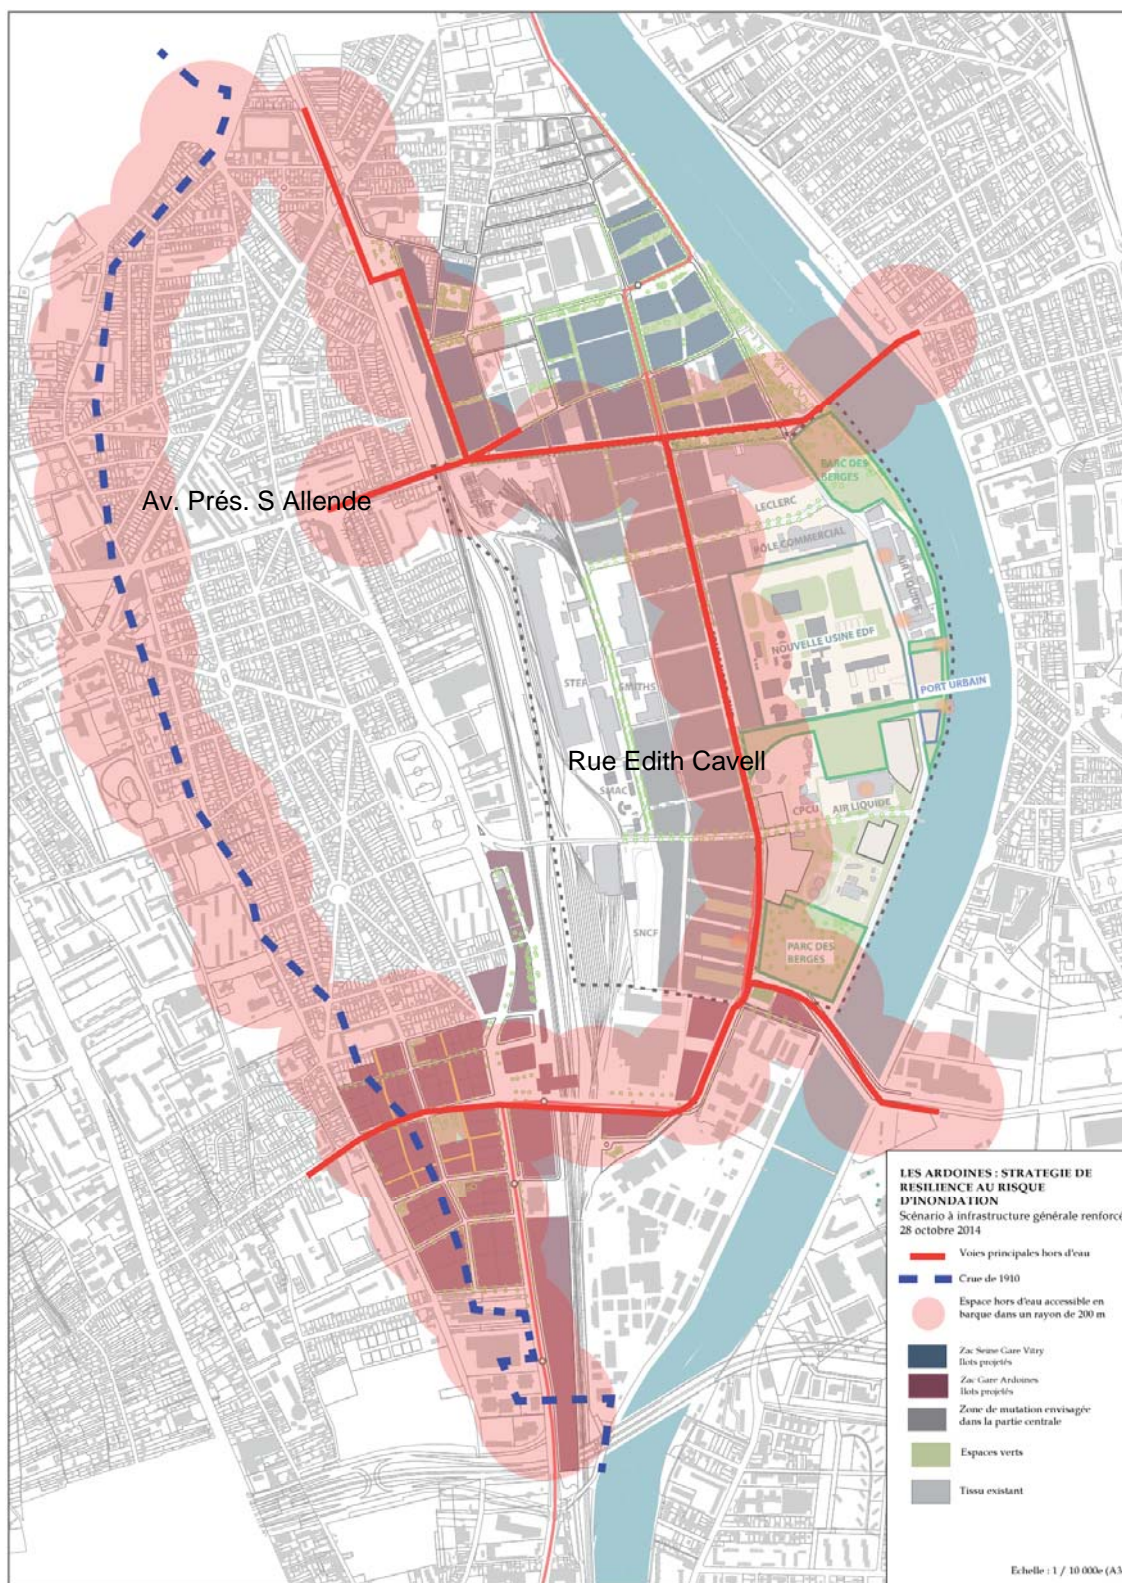 Av. Prés. S Allende
PARC DES
BERGES
LECLERC
PÔLE COMMERCIAL
AIR LIQUIDE
NOUVELLE USINE EDF
STEF
SMITHS
PORT URBAIN
Rue Edith Cavell
SMAC
CPCU
AIR LIQUIDE
SNCF
PARC DES
BERGES
LES ARDOINES : STRATEGIE DE
RESILIENCE AU RISQUE
D'INONDATION
Scénario à infrastructure générale renforcé
28 octobre 2014
Voies principales hors d'eau
Crue de 1910
Espace hors d'eau accessible en
barque dans un rayon de 200 m
Zac Seine Gare Vitry
Ilots projetés
Zac Gare Ardoines
Ilots projetés
Zone de mutation envisagée
dans la partie centrale
Espaces verts
Tissu existant
Echelle : 1 / 10 000e (A3